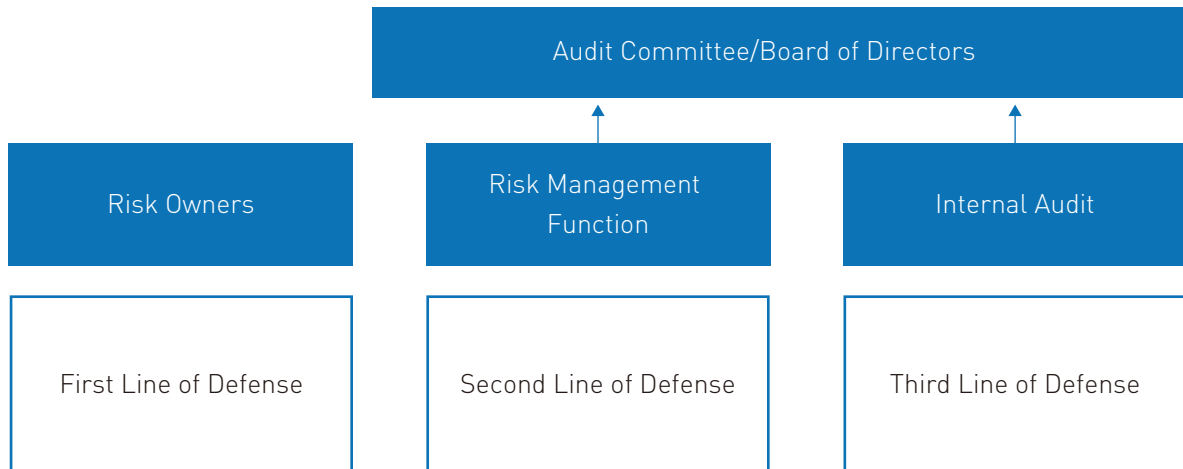 Audit Committee/Board of Directors
Risk Owners
Risk Management
Function
Internal Audit
First Line of Defense
Second Line of Defense
Third Line of Defense